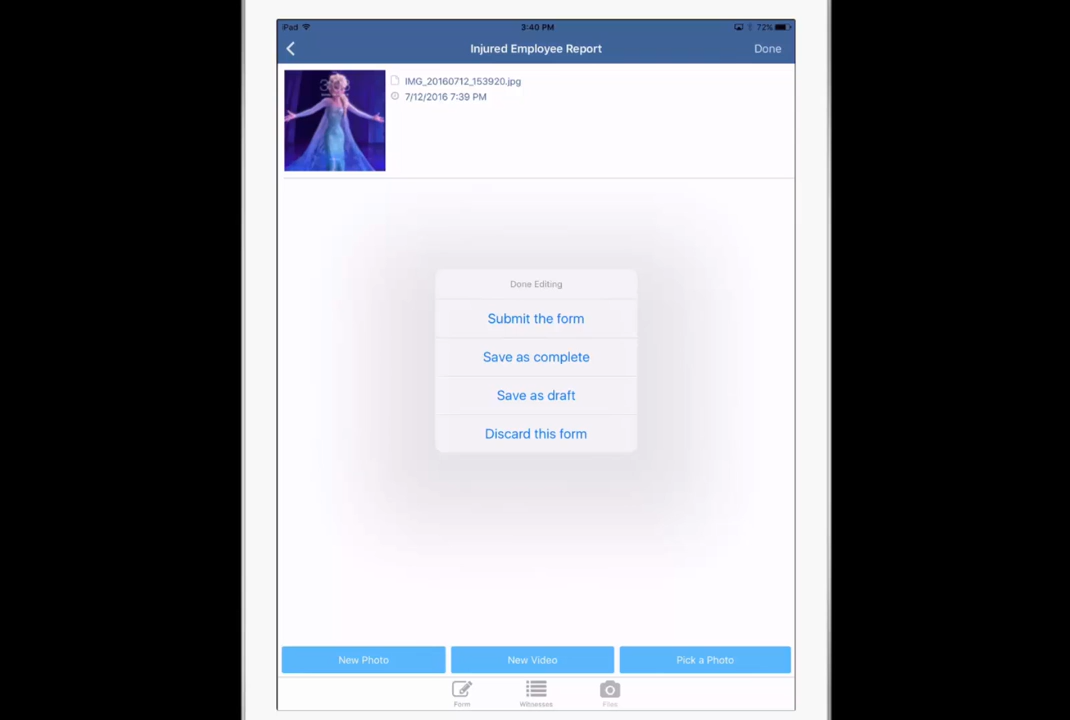 iPad
3:40 PM
72%
Injured Employee Report
Done
IMG_20160712_153920.jpg
7/12/2016 7:39 PM
Done Editing
Submit the form
Save as complete
Save as draft
Discard this form
New Photo
New Video
Pick a Photo
Form
Witnesses
Files